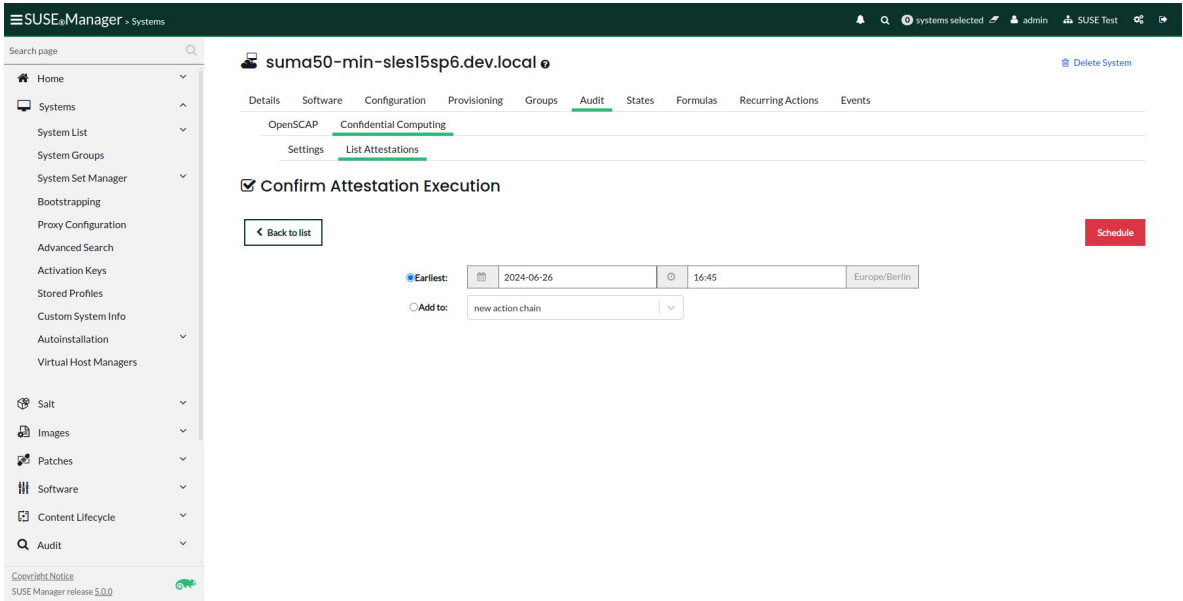 SUSE®Manager > Systems
0 systems selected admin SUSE Test
Search page
Home
Systems
System List
System Groups
System Set Manager
Bootstrapping
Proxy Configuration
Advanced Search
Activation Keys
Stored Profiles
Custom System Info
Autoinstallation
Virtual Host Managers
Salt
Images
Patches
Software
Content Lifecycle
Audit
Copyright Notice
SUSE Manager release 5.0.0
suma50-min-sles15sp6.dev.local
Delete System
Details Software Configuration Provisioning Groups Audit States Formulas Recurring Actions Events
OpenSCAP Confidential Computing
Settings List Attestations
Confirm Attestation Execution
Back to list
Schedule
Earliest: 2024-06-26 16:45 Europe/Berlin
Add to: new action chain